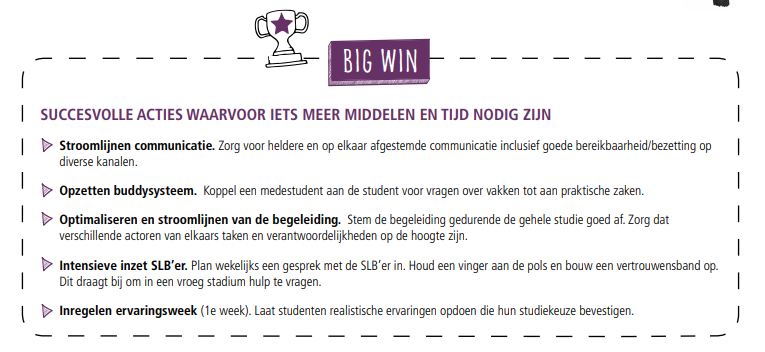 BIG WIN
SUCCESVOLLE ACTIES WAARVOOR IETS MEER MIDDELEN EN TIJD NODIG ZIJN
Stroomlijnen communicatie. Zorg voor heldere en op elkaar afgestemde communicatie inclusief goede bereikbaarheid/bezetting op
diverse kanalen.
Opzetten buddysysteem. Koppel een medestudent aan de student voor vragen over vakken tot aan praktische zaken.
Optimaliseren en stroomlijnen van de begeleiding. Stem de begeleiding gedurende de gehele studie goed af. Zorg dat
verschillende actoren van elkaars taken en verantwoordelijkheden op de hoogte zijn.
Intensieve inzet SLB’er. Plan wekelijks een gesprek met de SLB’er in. Houd een vinger aan de pols en bouw een vertrouwensband op.
Dit draagt bij om in een vroeg stadium hulp te vragen.
Inregelen ervaringsweek (1e week). Laat studenten realistische ervaringen opdoen die hun studiekeuze bevestigen.